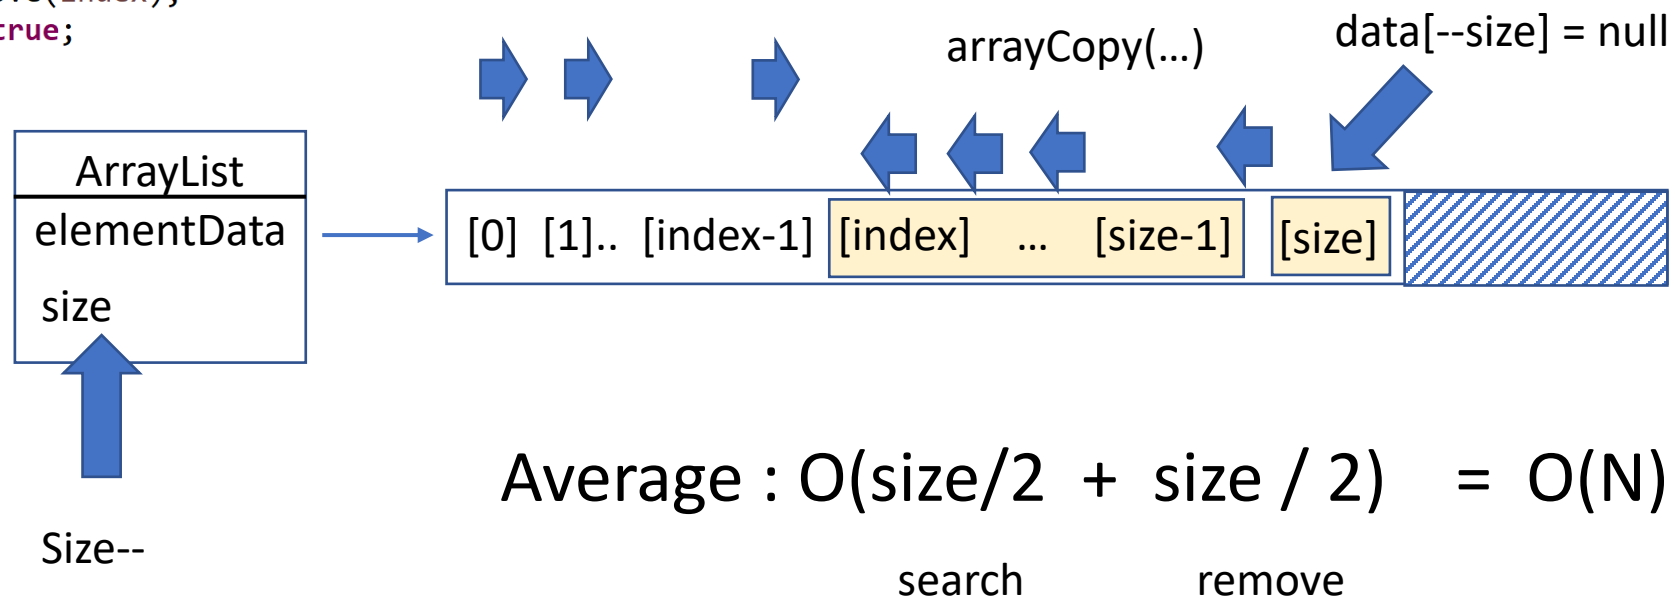 true;
arrayCopy(...)
data[--size] = null
ArrayList
elementData
size
[0] [1].. [index-1] [index] ... [size-1] [size]
Average : O(size/2 + size / 2) = O(N)
Size--
search remove